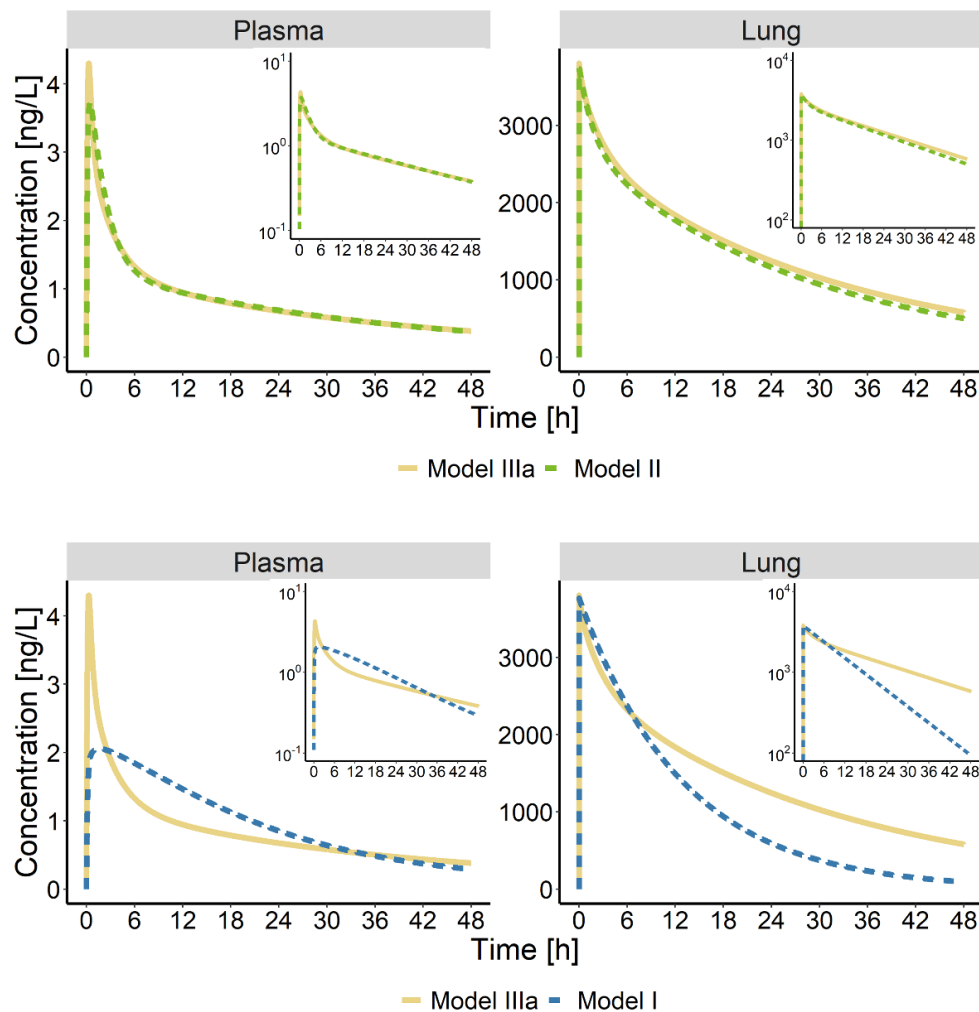 Plasma
Lung
Concentration [ng/L]
4
3
2
1
0
10^1
10^0
10^-1
0 6 12 18 24 30 36 42 48
0 6 12 18 24 30 36 42 48
3000
2000
1000
0
10^4
10^3
10^2
0 6 12 18 24 30 36 42 48
0 6 12 18 24 30 36 42 48
Time [h]
Model IIIa Model II
Plasma
Lung
Concentration [ng/L]
4
3
2
1
0
10^1
10^0
10^-1
0 6 12 18 24 30 36 42 48
0 6 12 18 24 30 36 42 48
3000
2000
1000
0
10^4
10^3
10^2
0 6 12 18 24 30 36 42 48
0 6 12 18 24 30 36 42 48
Time [h]
Model IIIa Model I